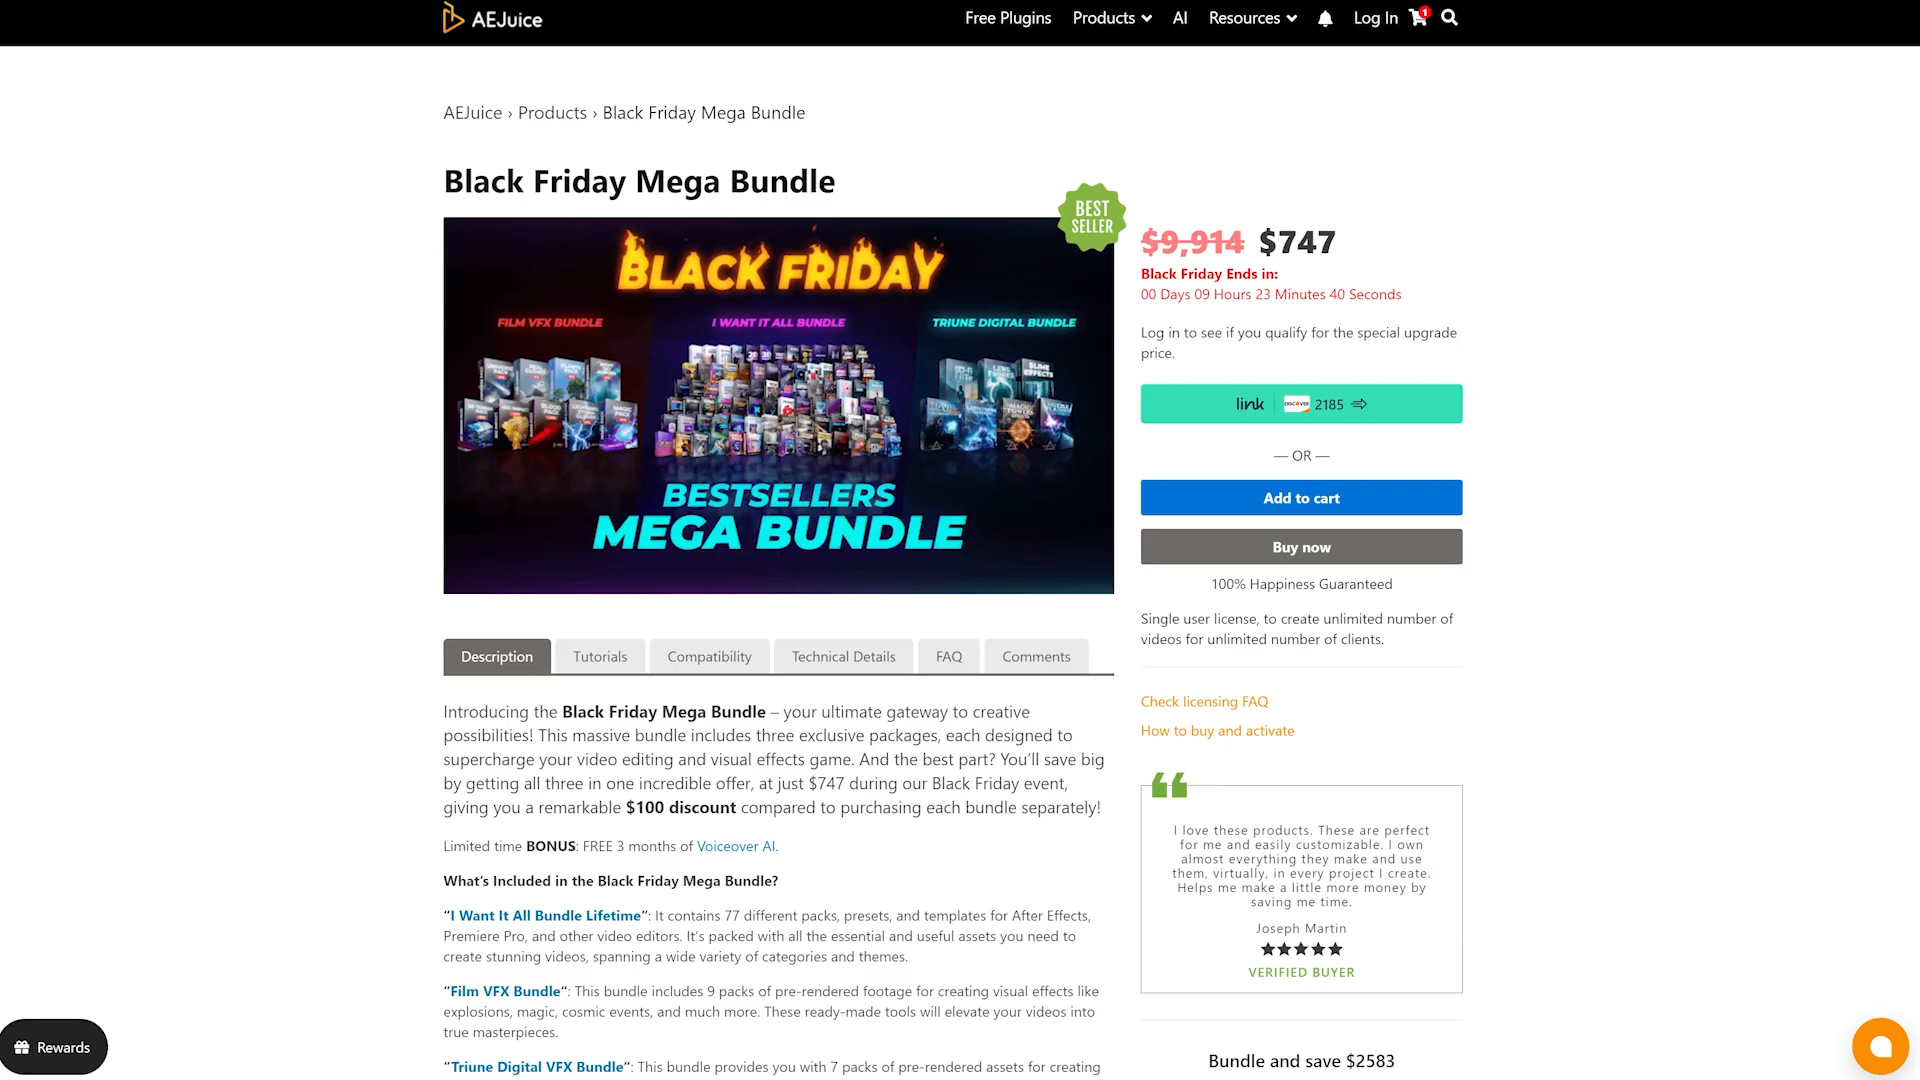 AEJuice
Free Plugins Products AI Resources Log In 1
AEJuice › Products › Black Friday Mega Bundle
Black Friday Mega Bundle
BEST
SELLER
BLACK FRIDAY
FILM VFX BUNDLE I WANT IT ALL BUNDLE TRIUNE DIGITAL BUNDLE
BESTSELLERS
MEGA BUNDLE
$9,914 $747
Black Friday Ends in:
00 Days 09 Hours 23 Minutes 40 Seconds
Log in to see if you qualify for the special upgrade
price.
link DISCOVER 2185
— OR —
Add to cart
Buy now
100% Happiness Guaranteed
Single user license, to create unlimited number of
videos for unlimited number of clients.
Check licensing FAQ
How to buy and activate
Description Tutorials Compatibility Technical Details FAQ Comments
Introducing the Black Friday Mega Bundle – your ultimate gateway to creative
possibilities! This massive bundle includes three exclusive packages, each designed to
supercharge your video editing and visual effects game. And the best part? You’ll save big
by getting all three in one incredible offer, at just $747 during our Black Friday event,
giving you a remarkable $100 discount compared to purchasing each bundle separately!
Limited time BONUS: FREE 3 months of Voiceover AI.
What’s Included in the Black Friday Mega Bundle?
“I Want It All Bundle Lifetime“: It contains 77 different packs, presets, and templates for After Effects,
Premiere Pro, and other video editors. It’s packed with all the essential and useful assets you need to
create stunning videos, spanning a wide variety of categories and themes.
“Film VFX Bundle“: This bundle includes 9 packs of pre-rendered footage for creating visual effects like
explosions, magic, cosmic events, and much more. These ready-made tools will elevate your videos into
true masterpieces.
“Triune Digital VFX Bundle“: This bundle provides you with 7 packs of pre-rendered assets for creating
I love these products. These are perfect
for me and easily customizable. I own
almost everything they make and use
them, virtually, in every project I create.
Helps me make a little more money by
saving me time.
Joseph Martin
VERIFIED BUYER
Bundle and save $2583
Rewards